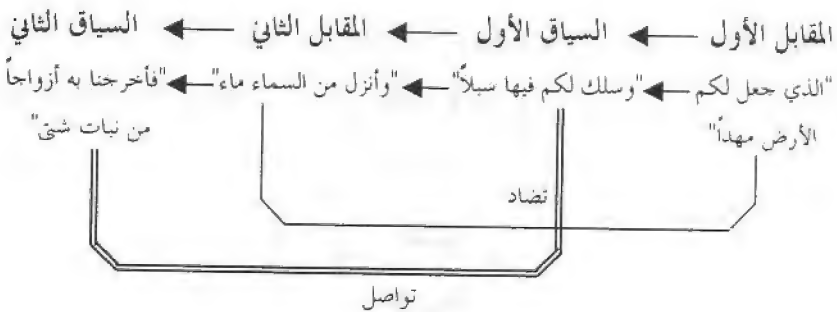 المقابل الأول السياق الأول المقابل الثاني السياق الثاني
"الذي جعل لكم "وسلك لكم فيها سبلاً" "وأنزل من السماء ماء" "فأخرجنا به أزواجاً
الأرض مهداً" من نبات شتى"
تضاد
تواصل